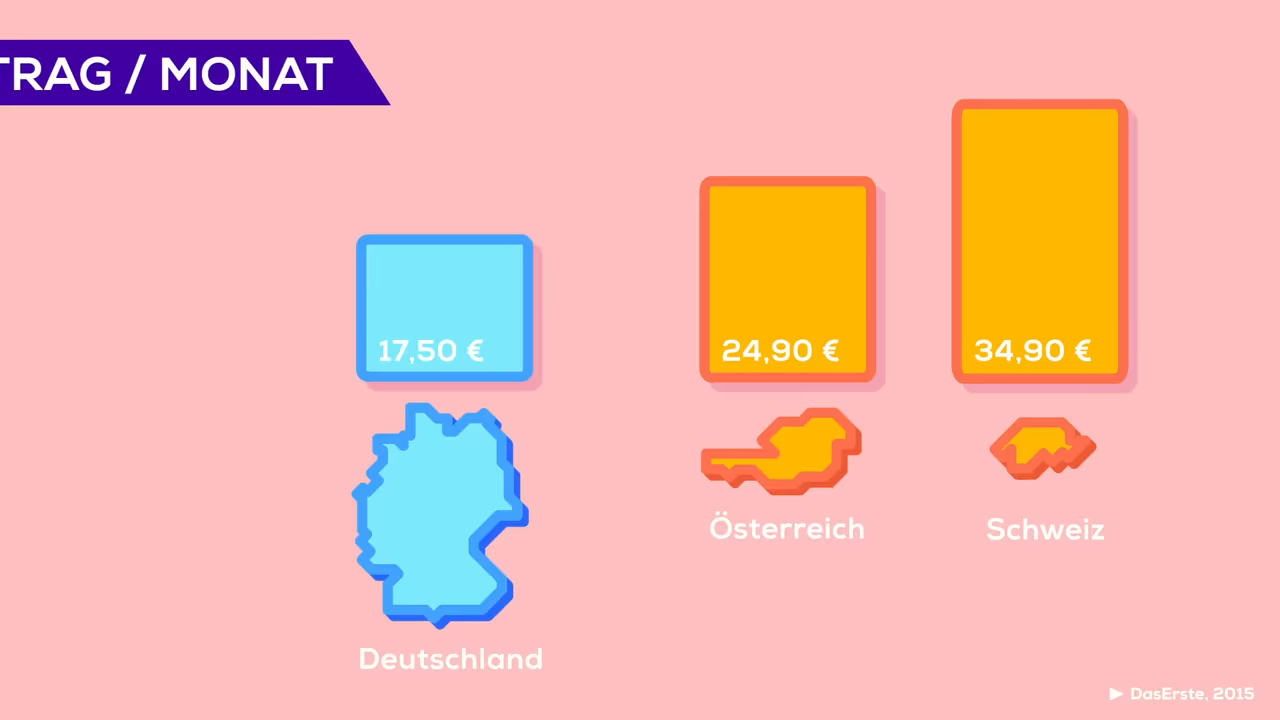 TRAG / MONAT
17,50 €
24,90 €
34,90 €
Österreich
Schweiz
Deutschland
► DasErste, 2015